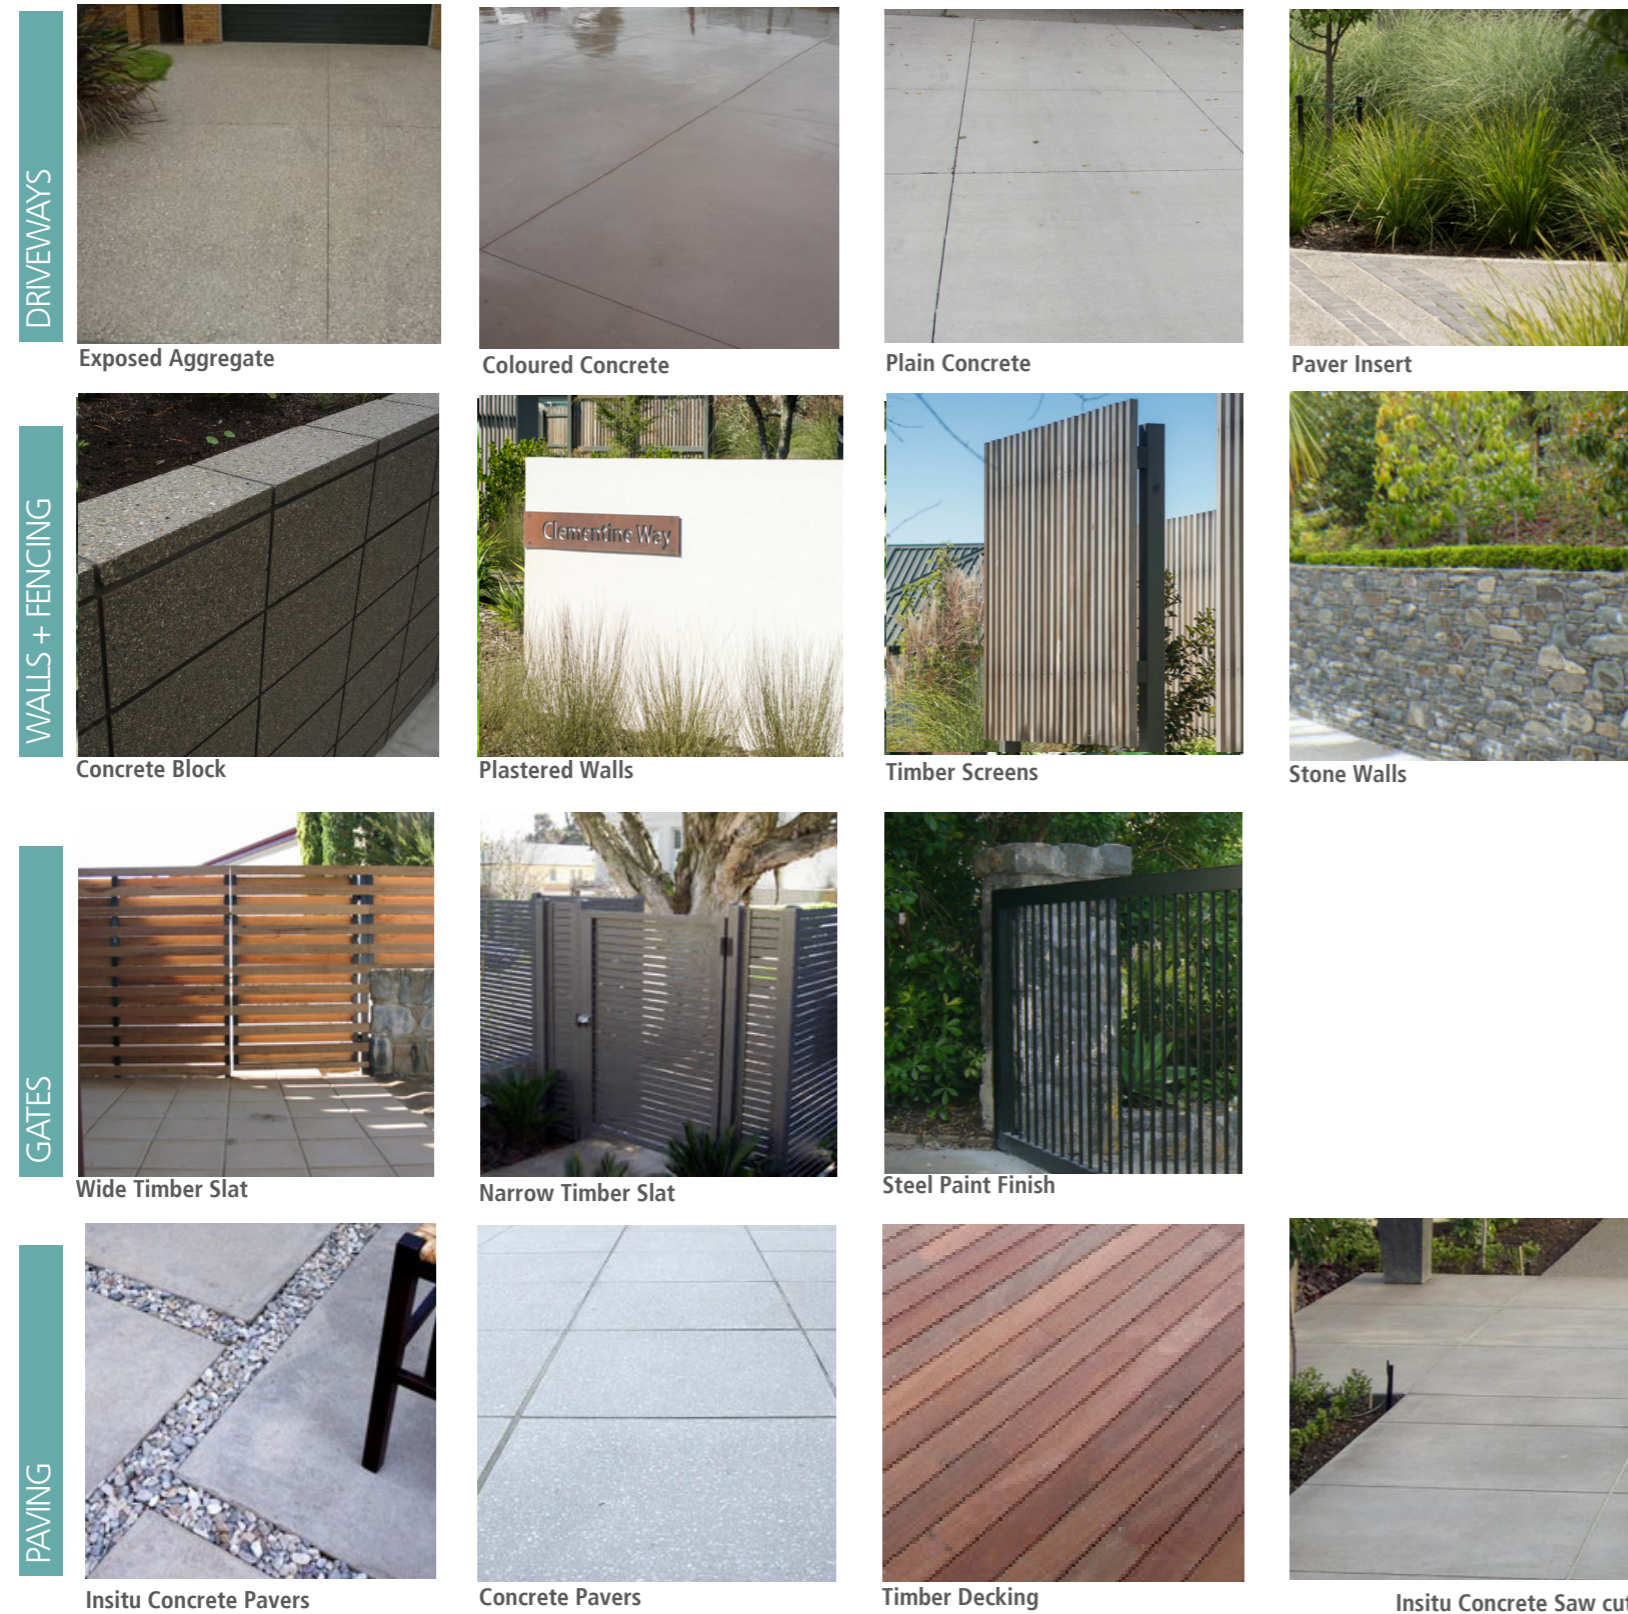 DRIVEWAYS
Exposed Aggregate
Coloured Concrete
Plain Concrete
Paver Insert
WALLS + FENCING
Clementine Way
Concrete Block
Plastered Walls
Timber Screens
Stone Walls
GATES
Wide Timber Slat
Narrow Timber Slat
Steel Paint Finish
PAVING
Insitu Concrete Pavers
Concrete Pavers
Timber Decking
Insitu Concrete Saw cut